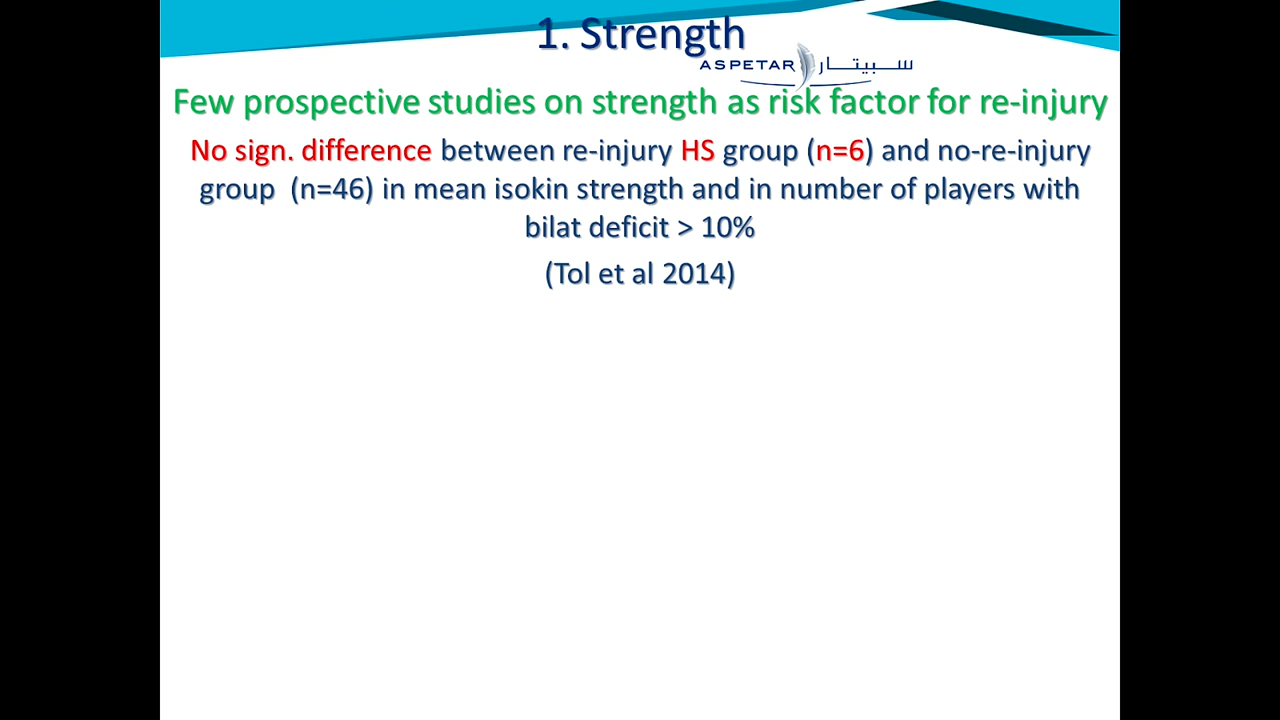 1. Strength
ASPETAR سبيتار
Few prospective studies on strength as risk factor for re-injury
No sign. difference between re-injury HS group (n=6) and no-re-injury
group (n=46) in mean isokin strength and in number of players with
bilat deficit > 10%
(Tol et al 2014)